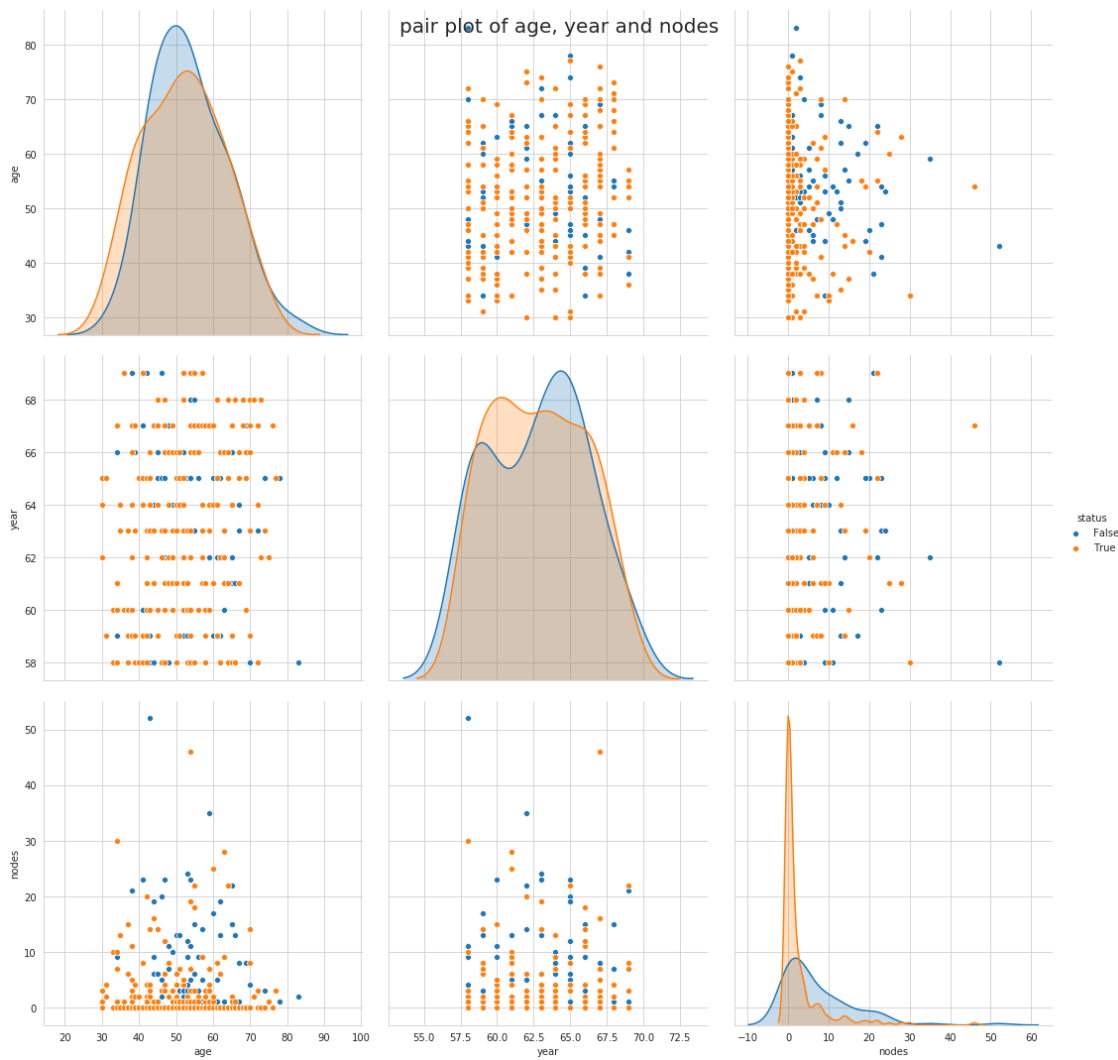 pair plot of age, year and nodes
80
70
60
50
40
30
age
68
66
64
62
60
58
year
status
False
True
50
40
30
20
10
0
nodes
20 30 40 50 60 70 80 90 100
age
55.0 57.5 60.0 62.5 65.0 67.5 70.0 72.5
year
−10 0 10 20 30 40 50 60
nodes